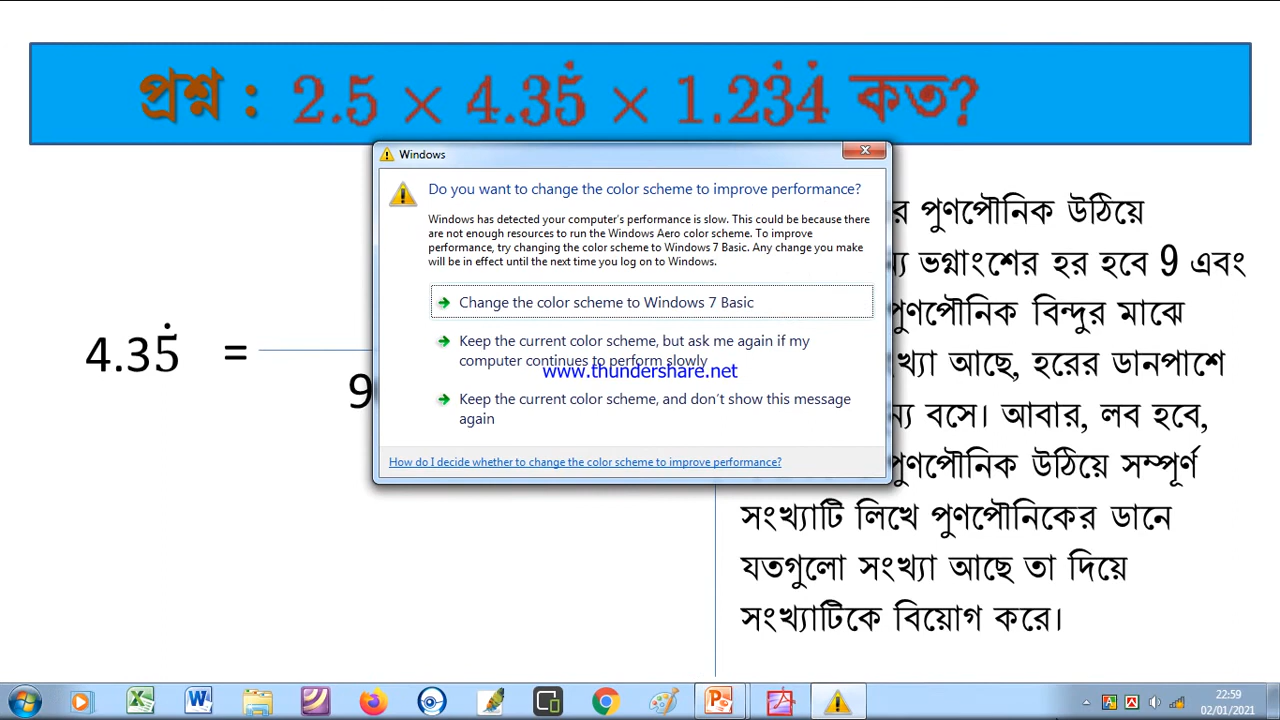 প্রশ্ন : 2.5 × 4.35̇ × 1.23̇4̇ কত?
Windows
Do you want to change the color scheme to improve performance?
Windows has detected your computer's performance is slow. This could be because there
are not enough resources to run the Windows Aero color scheme. To improve
performance, try changing the color scheme to Windows 7 Basic. Any change you make
will be in effect until the next time you log on to Windows.
Change the color scheme to Windows 7 Basic
Keep the current color scheme, but ask me again if my
computer continues to perform slowly
www.thundershare.net
Keep the current color scheme, and don't show this message
again
How do I decide whether to change the color scheme to improve performance?
4.35̇ =
9
র পুণপৌনিক উঠিয়ে
ভগ্নাংশের হর হবে 9 এবং
পুণপৌনিক বিন্দুর মাঝে
খ্যা আছে, হরের ডানপাশে
ন্য বসে। আবার, লব হবে,
পুণপৌনিক উঠিয়ে সম্পূর্ণ
সংখ্যাটি লিখে পুণপৌনিকের ডানে
যতগুলো সংখ্যা আছে তা দিয়ে
সংখ্যাটিকে বিয়োগ করে।
22:59
02/01/2021